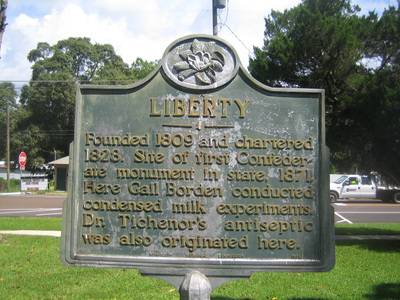 LIBERTY
Founded 1809 and chartered
1828. Site of first Confeder-
ate monument in state, 1871.
Here Gail Borden conducted
condensed milk experiments.
Dr. Tichenor's antiseptic
was also originated here.